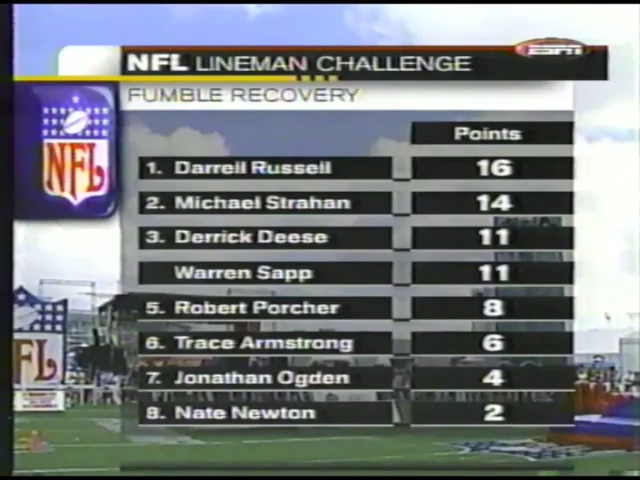 ESPN
NFL LINEMAN CHALLENGE
FUMBLE RECOVERY
NFL
Points
1. Darrell Russell 16
2. Michael Strahan 14
3. Derrick Deese 11
Warren Sapp 11
5. Robert Porcher 8
6. Trace Armstrong 6
7. Jonathan Ogden 4
8. Nate Newton 2
FL